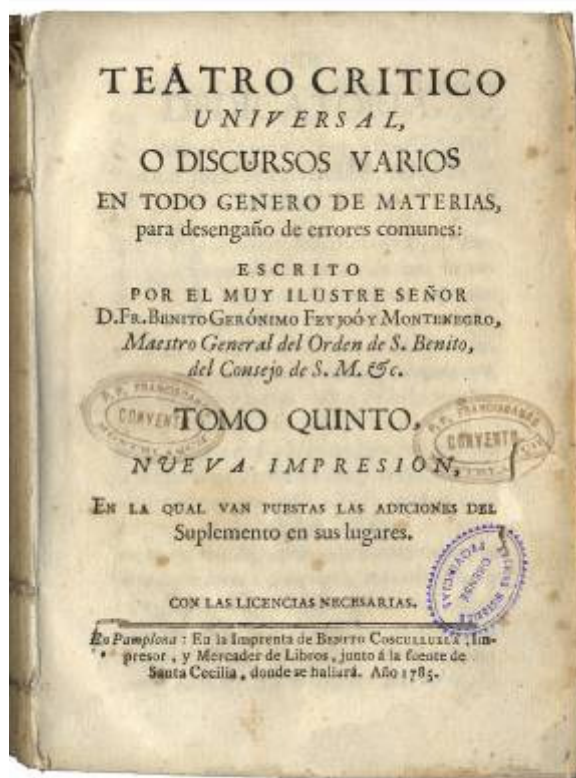 TEATRO CRITICO
UNIVERSAL,
O DISCURSOS VARIOS
EN TODO GENERO DE MATERIAS,
para desengaño de errores comunes:
ESCRITO
POR EL MUY ILUSTRE SEÑOR
D. FR. BENITO GERÓNIMO FEYJOÓ Y MONTENEGRO,
Maestro General del Orden de S. Benito,
del Consejo de S. M. &c.
TOMO QUINTO.
NUEVA IMPRESION,
EN LA QUAL VAN PUESTAS LAS ADICIONES DEL
Suplemento en sus lugares.
CON LAS LICENCIAS NECESARIAS.
En Pamplona: En la Imprenta de BENITO COSCULLUELA, Im-
presor, y Mercader de Libros, junto á la fuente de
Santa Cecilia, donde se hallará. Año 1785.
CONVENTO
CONVENTO